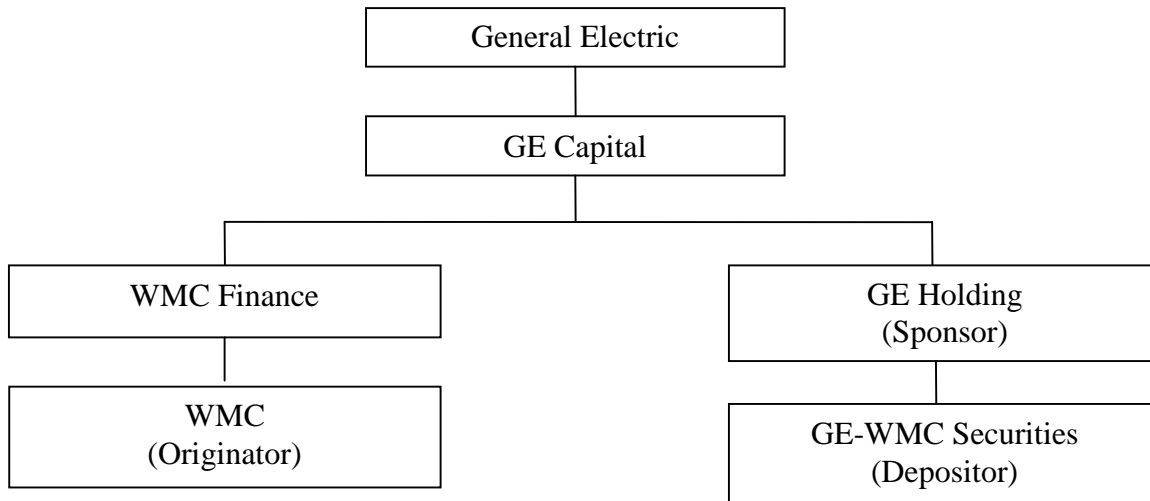 General Electric
GE Capital
WMC Finance
GE Holding
(Sponsor)
WMC
(Originator)
GE-WMC Securities
(Depositor)